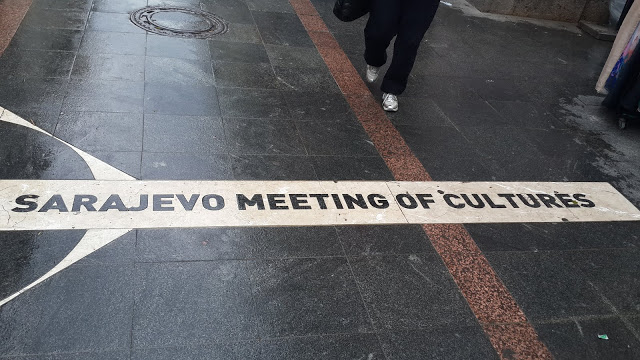 SARAJEVO MEETING OF CULTURES